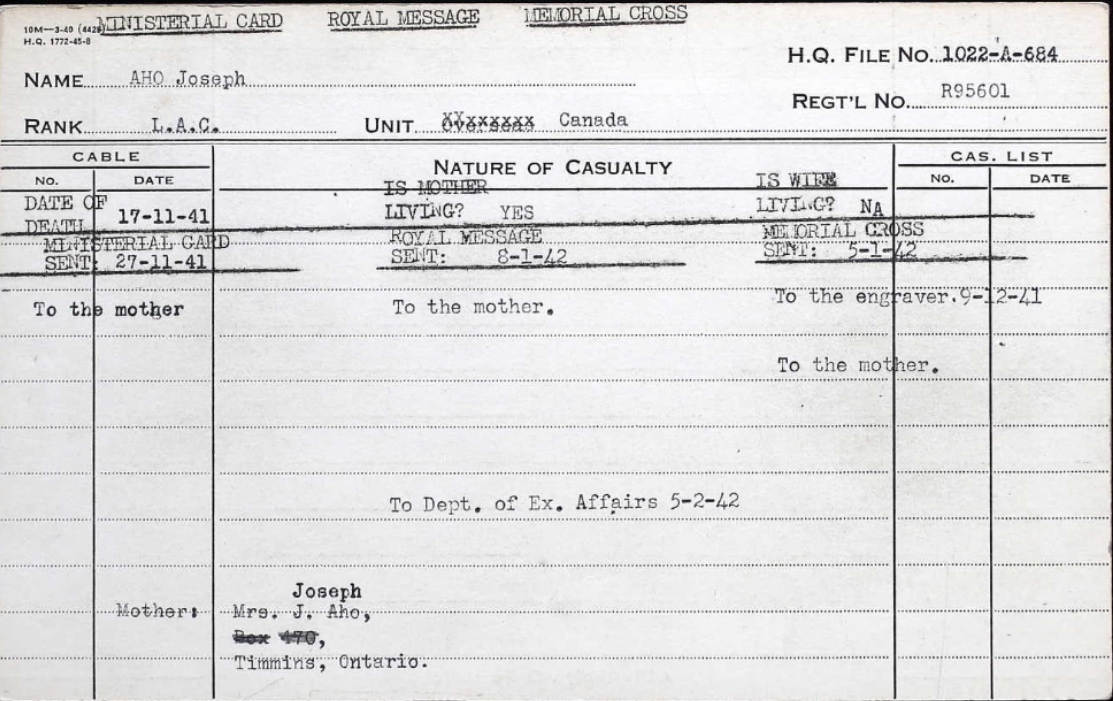 MINISTERIAL CARD ROYAL MESSAGE MEMORIAL CROSS
10M—3-40 (4428)
H.Q. 1772-45-8
H.Q. FILE NO. 1022-A-684
NAME AHO Joseph
REGT'L NO. R95601
RANK L.A.C. UNIT Overseas Canada
CABLE NATURE OF CASUALTY CAS. LIST
NO. DATE NO. DATE
IS MOTHER IS WIFE
DATE OF LIVING? YES LIVING? NA
DEATH 17-11-41
MINISTERIAL CARD ROYAL MESSAGE MEMORIAL CROSS
SENT: 27-11-41 SENT: 8-1-42 SENT: 5-1-42
To the mother To the mother. To the engraver.9-12-41
To the mother.
To Dept. of Ex. Affairs 5-2-42
Joseph
Mother: Mrs. J. Aho,
Box 470,
Timmins, Ontario.